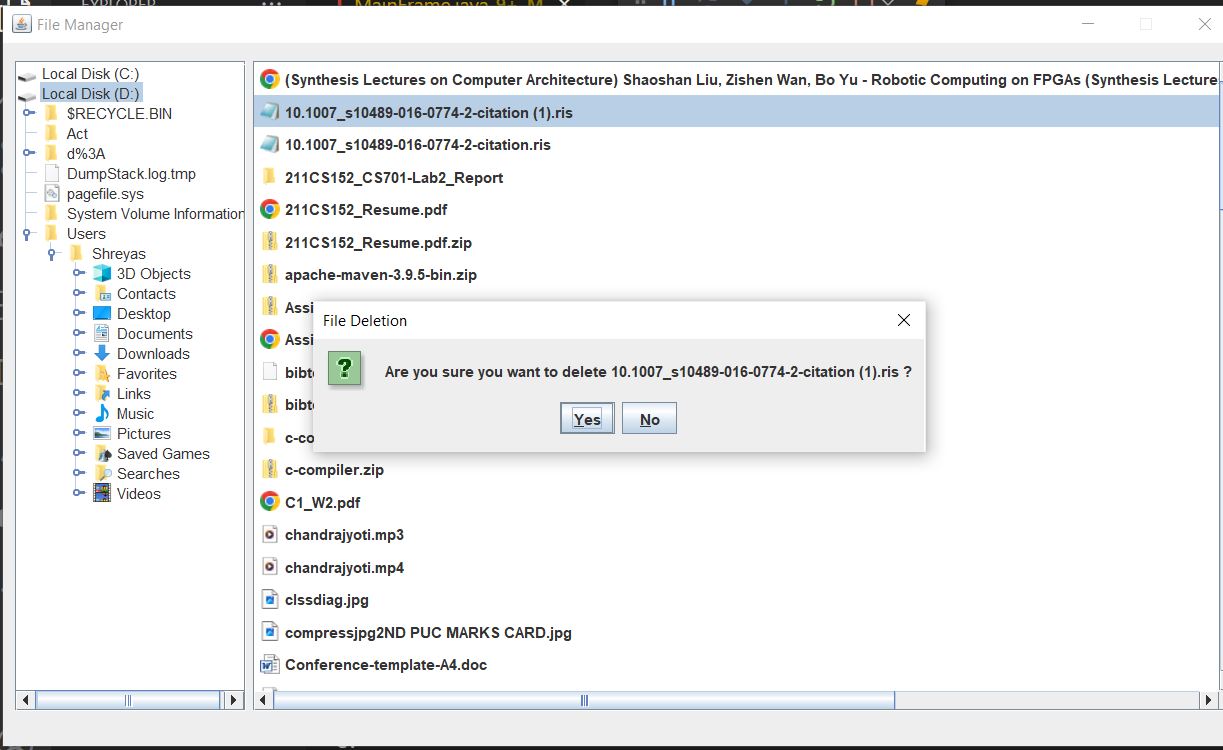 EXPLORER
MainFrame.java 9+, M
File Manager
Local Disk (C:)
Local Disk (D:)
$RECYCLE.BIN
Act
d%3A
DumpStack.log.tmp
pagefile.sys
System Volume Information
Users
Shreyas
3D Objects
Contacts
Desktop
Documents
Downloads
Favorites
Links
Music
Pictures
Saved Games
Searches
Videos
(Synthesis Lectures on Computer Architecture) Shaoshan Liu, Zishen Wan, Bo Yu - Robotic Computing on FPGAs (Synthesis Lecture
10.1007_s10489-016-0774-2-citation (1).ris
10.1007_s10489-016-0774-2-citation.ris
211CS152_CS701-Lab2_Report
211CS152_Resume.pdf
211CS152_Resume.pdf.zip
apache-maven-3.9.5-bin.zip
Assi
Assi
bibt
bibt
c-co
c-compiler.zip
C1_W2.pdf
chandrajyoti.mp3
chandrajyoti.mp4
clssdiag.jpg
compressjpg2ND PUC MARKS CARD.jpg
Conference-template-A4.doc
File Deletion
Are you sure you want to delete 10.1007_s10489-016-0774-2-citation (1).ris ?
Yes
No